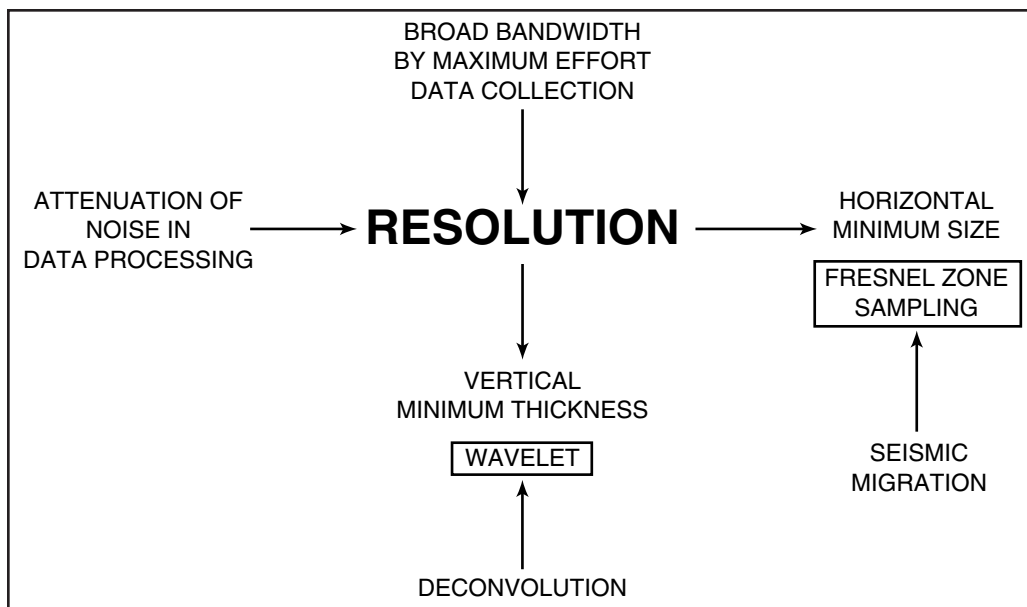 BROAD BANDWIDTH
BY MAXIMUM EFFORT
DATA COLLECTION
ATTENUATION OF
NOISE IN
DATA PROCESSING
RESOLUTION
HORIZONTAL
MINIMUM SIZE
FRESNEL ZONE
SAMPLING
VERTICAL
MINIMUM THICKNESS
WAVELET
SEISMIC
MIGRATION
DECONVOLUTION